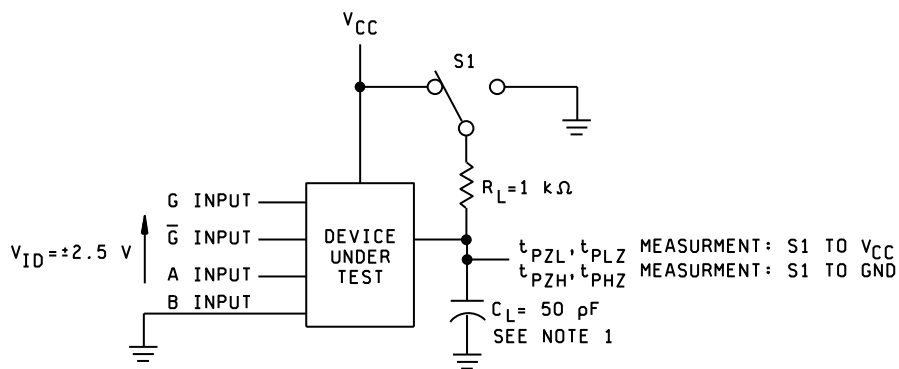 VCC
S1
RL=1 kΩ
G INPUT
G̅ INPUT
VID=±2.5 V
A INPUT
B INPUT
DEVICE
UNDER
TEST
tPZL,tPLZ MEASURMENT: S1 TO VCC
tPZH,tPHZ MEASURMENT: S1 TO GND
CL= 50 pF
SEE NOTE 1